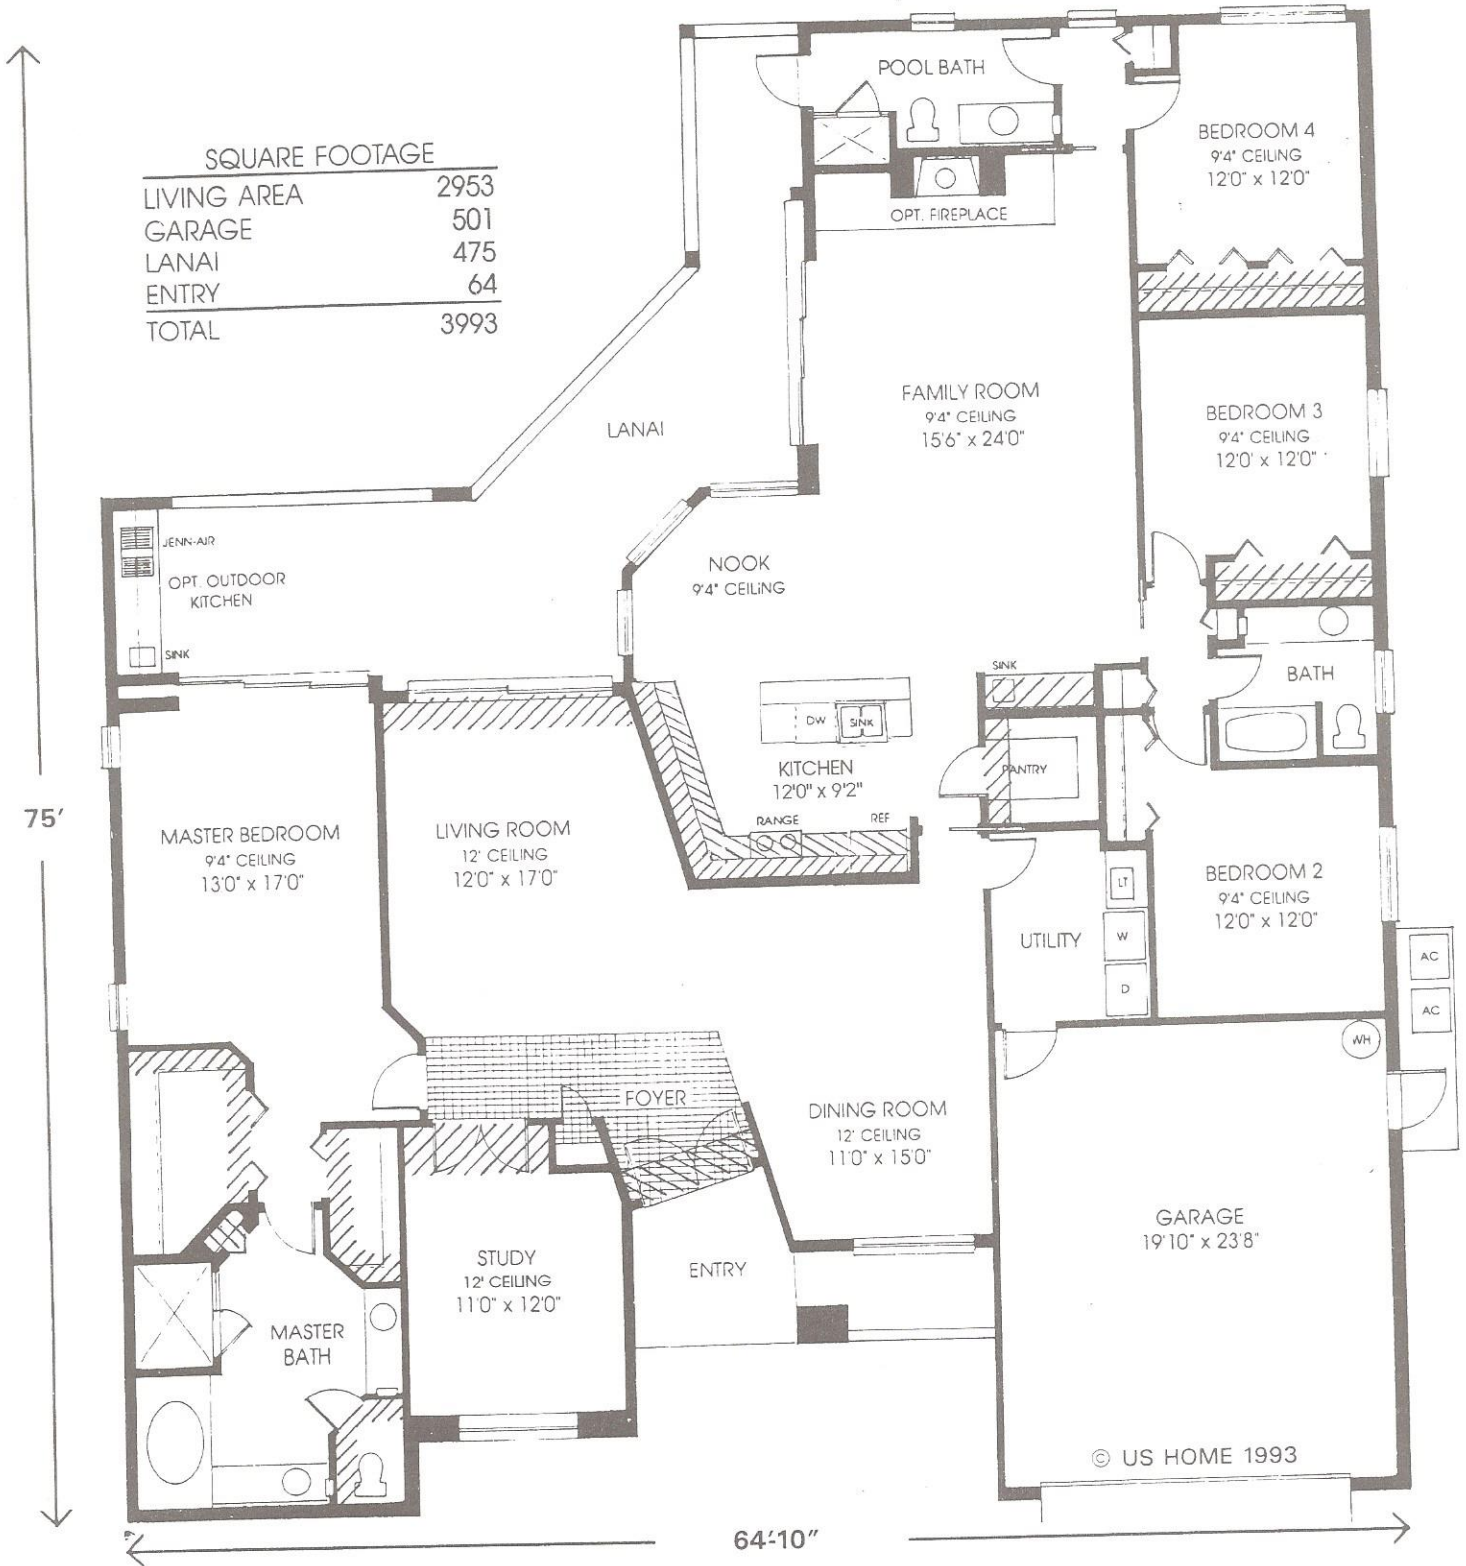 SQUARE FOOTAGE
LIVING AREA 2953
GARAGE 501
LANAI 475
ENTRY 64
TOTAL 3993
POOL BATH
OPT. FIREPLACE
BEDROOM 4
9'4" CEILING
12'0" x 12'0"
FAMILY ROOM
9'4" CEILING
15'6" x 24'0"
BEDROOM 3
9'4" CEILING
12'0' x 12'0"
LANAI
JENN-AIR
OPT. OUTDOOR
KITCHEN
SINK
NOOK
9'4" CEILING
SINK
BATH
DW
SINK
KITCHEN
12'0" x 9'2"
PANTRY
RANGE
REF
75'
MASTER BEDROOM
9'4" CEILING
13'0" x 17'0"
LIVING ROOM
12' CEILING
12'0" x 17'0"
BEDROOM 2
9'4" CEILING
12'0" x 12'0"
LT
UTILITY
W
D
AC
AC
WH
FOYER
DINING ROOM
12' CEILING
11'0" x 15'0"
GARAGE
19'10" x 23'8"
STUDY
12' CEILING
11'0" x 12'0"
ENTRY
MASTER
BATH
© US HOME 1993
64'-10"